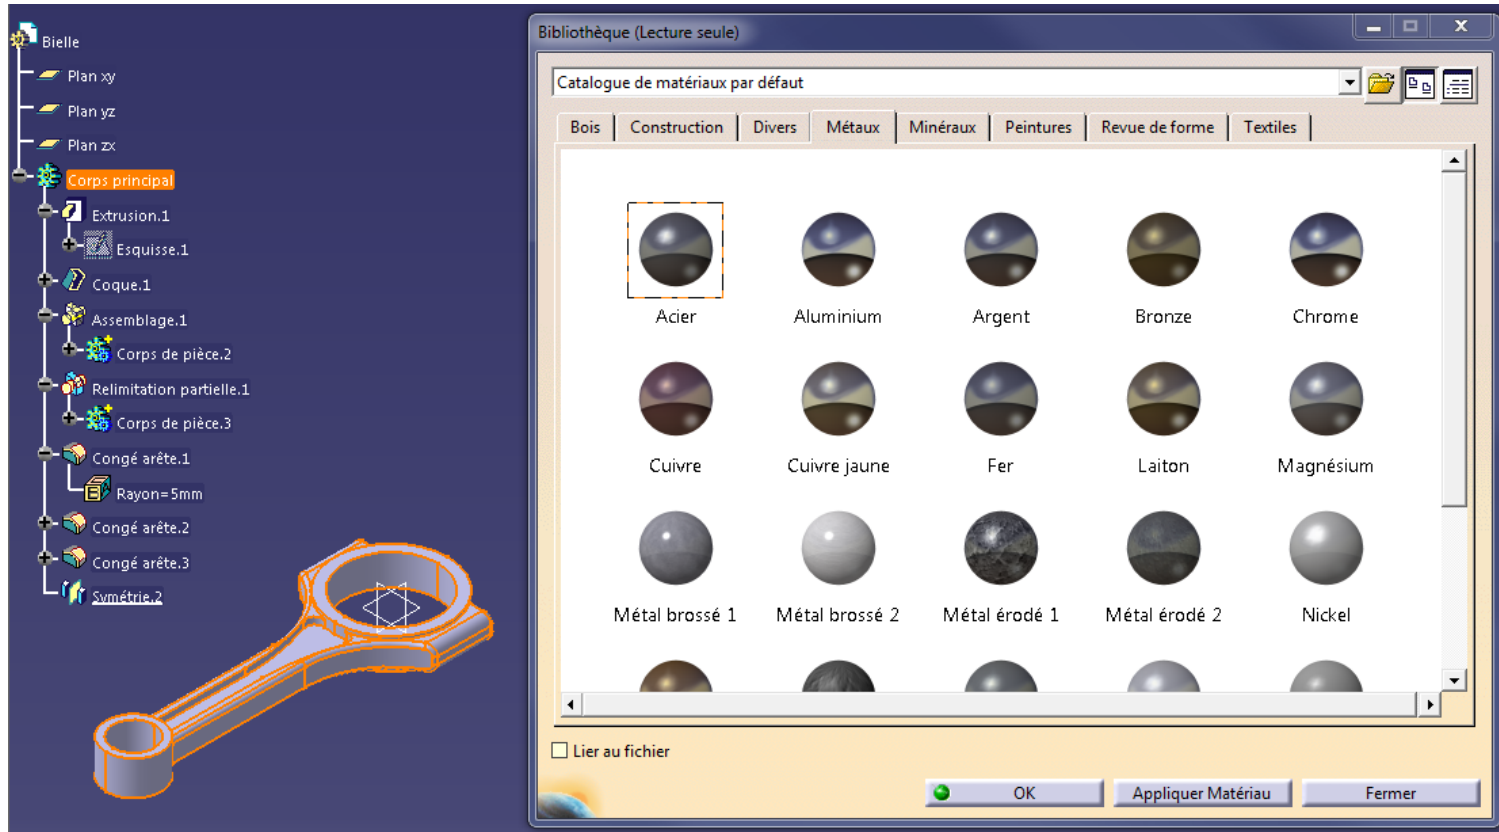 Bielle
Plan xy
Plan yz
Plan zx
Corps principal
Extrusion.1
Esquisse.1
Coque.1
Assemblage.1
Corps de pièce.2
Relimitation partielle.1
Corps de pièce.3
Congé arête.1
Rayon=5mm
Congé arête.2
Congé arête.3
Symétrie.2
Bibliothèque (Lecture seule)
Catalogue de matériaux par défaut
Bois Construction Divers Métaux Minéraux Peintures Revue de forme Textiles
Acier Aluminium Argent Bronze Chrome
Cuivre Cuivre jaune Fer Laiton Magnésium
Métal brossé 1 Métal brossé 2 Métal érodé 1 Métal érodé 2 Nickel
Lier au fichier
OK Appliquer Matériau Fermer